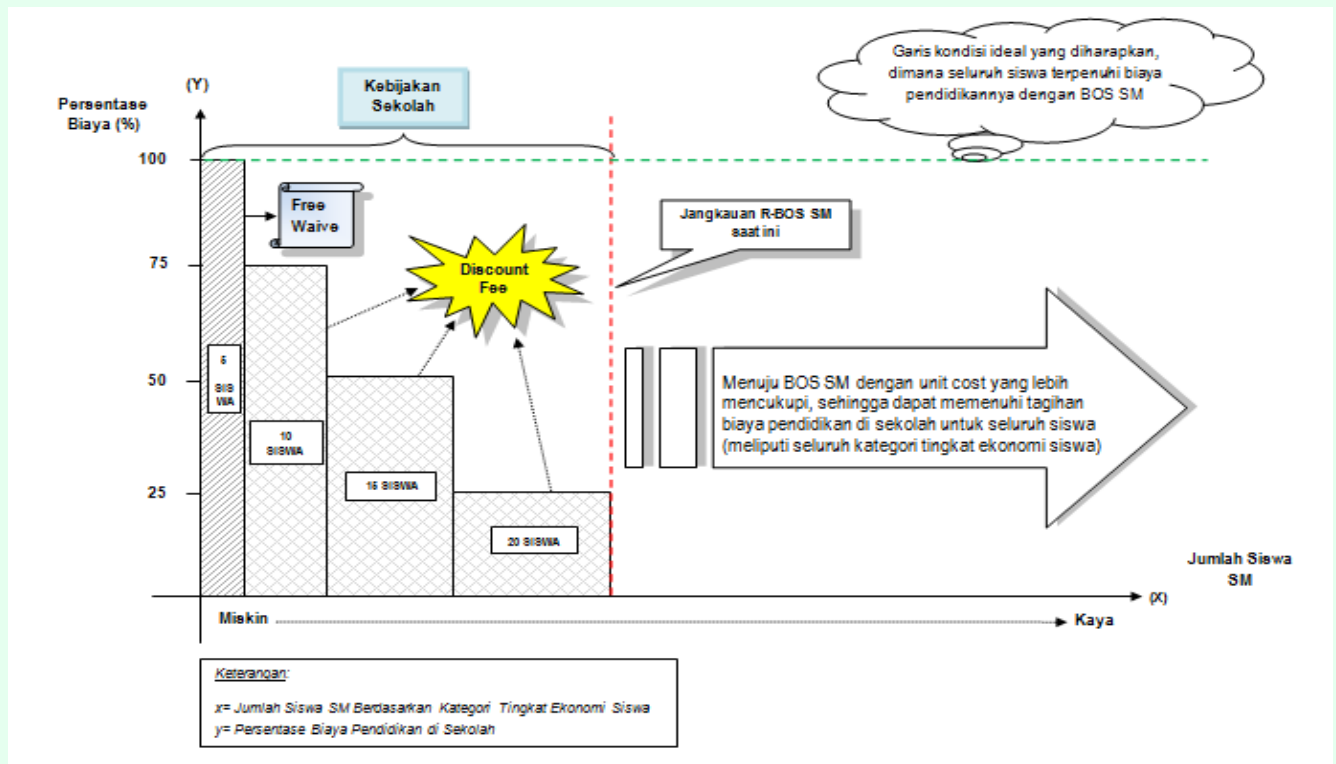 Garis kondisi ideal yang diharapkan,
dimana seluruh siswa terpenuhi biaya
pendidikannya dengan BOS SM
Kebijakan
Sekolah
(Y)
Persentase
Biaya (%)
100
Free
Waive
Jangkauan R-BOS SM
saat ini
75
Discount
Fee
5
SIS
WA
50
Menuju BOS SM dengan unit cost yang lebih
mencukupi, sehingga dapat memenuhi tagihan
biaya pendidikan di sekolah untuk seluruh siswa
(meliputi seluruh kategori tingkat ekonomi siswa)
10
SISWA
15 SISWA
25
20 SISWA
Jumlah Siswa
SM
(X)
Miskin
Kaya
Keterangan:
x= Jumlah Siswa SM Berdasarkan Kategori Tingkat Ekonomi Siswa
y= Persentase Biaya Pendidikan di Sekolah